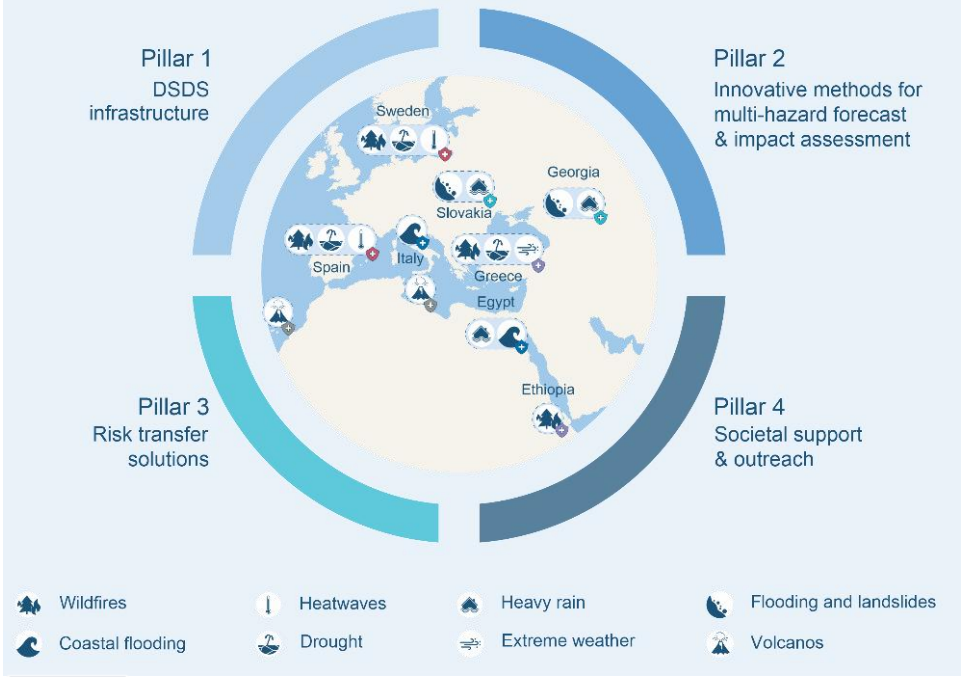 Pillar 1
DSDS
infrastructure
Pillar 2
Innovative methods for
multi-hazard forecast
& impact assessment
Sweden
Georgia
Slovakia
Spain
Italy
Greece
Egypt
Ethiopia
Pillar 3
Risk transfer
solutions
Pillar 4
Societal support
& outreach
Wildfires
Heatwaves
Heavy rain
Flooding and landslides
Coastal flooding
Drought
Extreme weather
Volcanos